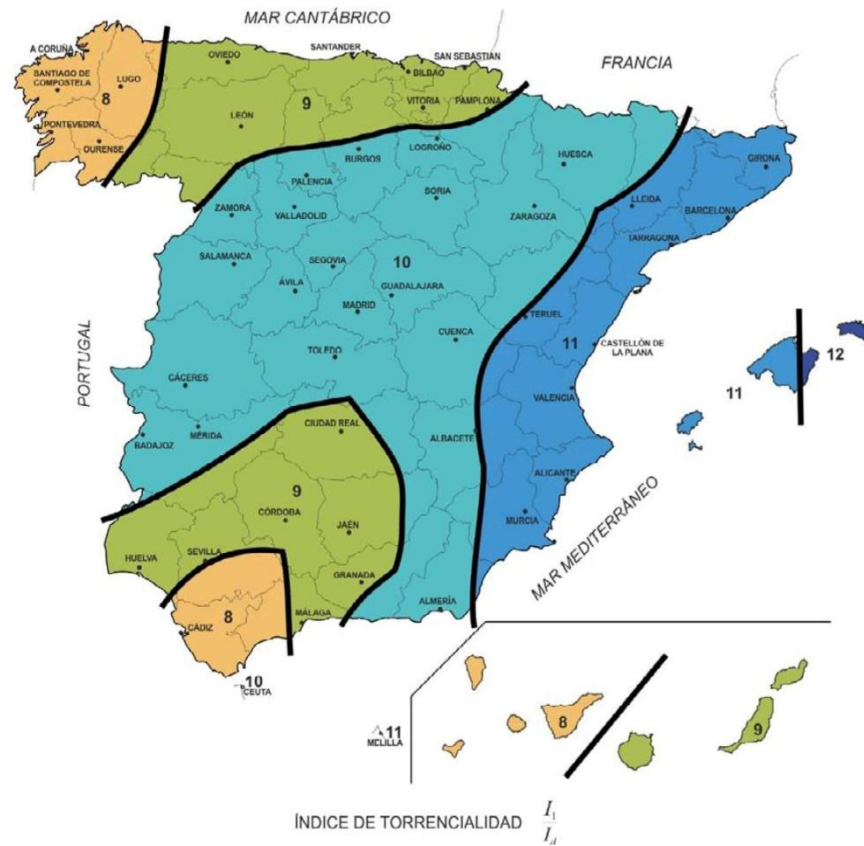 MAR CANTÁBRICO
A CORUÑA
SANTIAGO DE
COMPOSTELA
LUGO
8
PONTEVEDRA
OURENSE
OVIEDO
SANTANDER
SAN SEBASTIAN
FRANCIA
BILBAO
9
LEÓN
VITORIA
PAMPLONA
LOGROÑO
BURGOS
HUESCA
GIRONA
PALENCIA
SORIA
LLEIDA
ZAMORA
VALLADOLID
ZARAGOZA
BARCELONA
TARRAGONA
SALAMANCA
SEGOVIA
10
ÁVILA
GUADALAJARA
MADRID
TERUEL
PORTUGAL
CUENCA
11
CASTELLÓN DE
LA PLANA
12
TOLEDO
CÁCERES
VALENCIA
11
MÉRIDA
BADAJOZ
CIUDAD REAL
ALBACETE
ALICANTE
9
CÓRDOBA
MURCIA
JAÉN
MAR MEDITERRÁNEO
HUELVA
SEVILLA
GRANADA
ALMERÍA
8
MÁLAGA
CÁDIZ
10
CEUTA
11
MELILLA
8
9
ÍNDICE DE TORRENCIALIDAD I₁/I_d